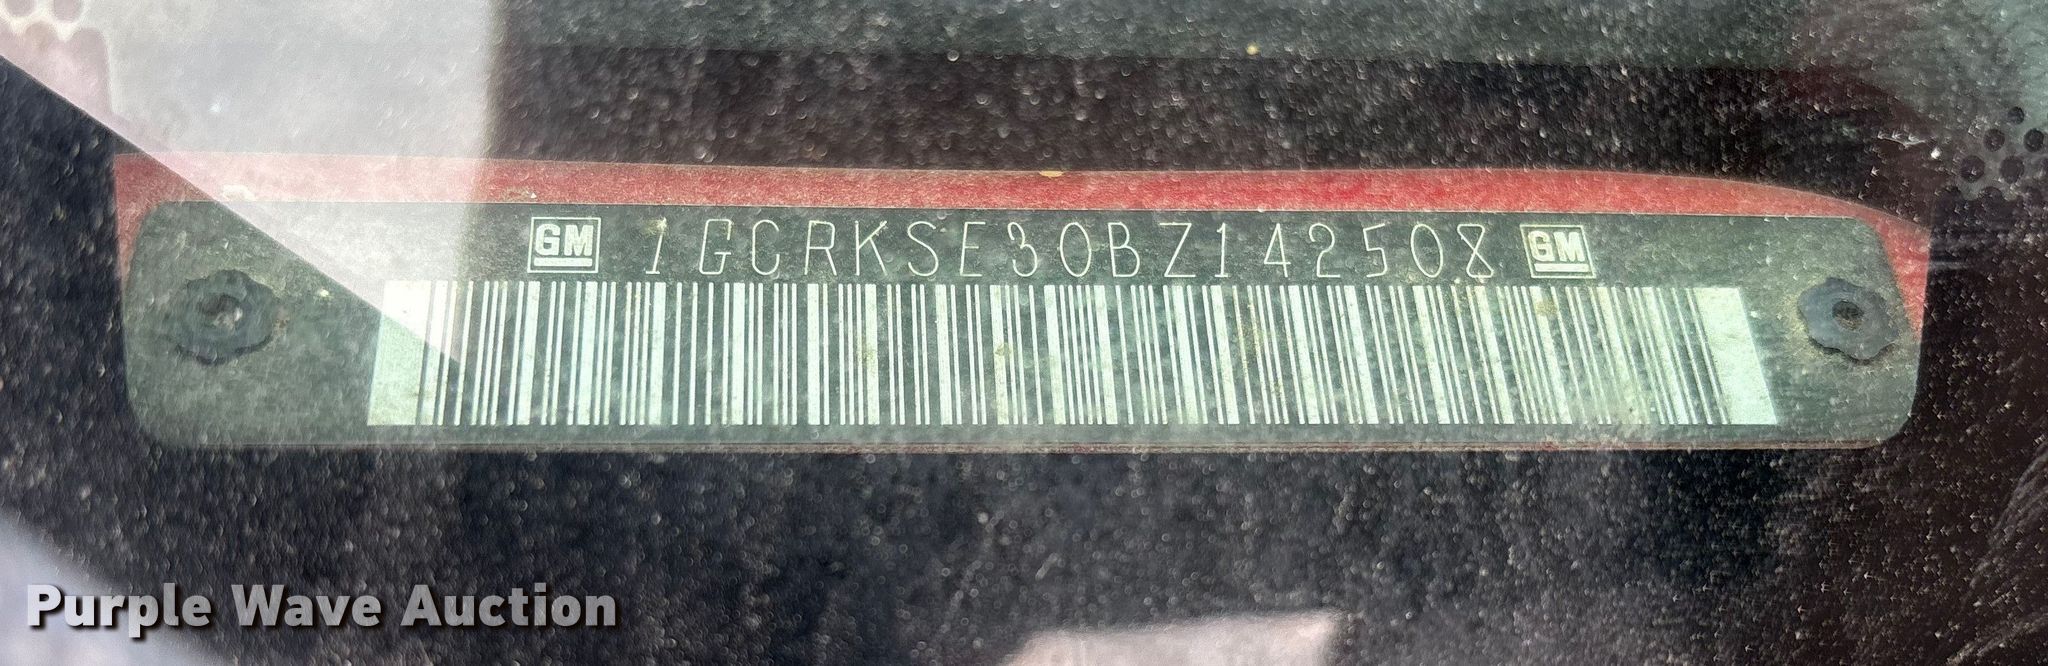 GM 1GCRKSE30BZ142508 GM
Purple Wave Auction